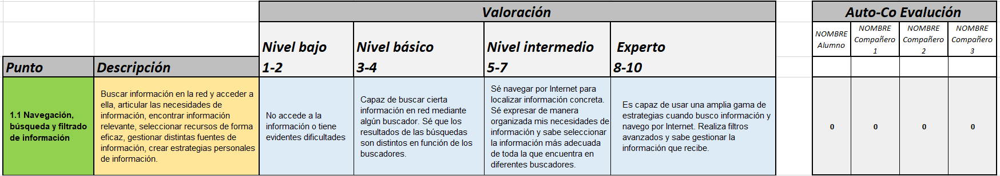 Valoración
Auto-Co Evalución
Nivel bajo
1-2
Nivel básico
3-4
Nivel intermedio
5-7
Experto
8-10
NOMBRE
Alumno
NOMBRE
Compañero
1
NOMBRE
Compañero
2
NOMBRE
Compañero
3
Punto
Descripción
1.1 Navegación,
búsqueda y filtrado
de información
Buscar información en la red y acceder a
ella, articular las necesidades de
información, encontrar información
relevante, seleccionar recursos de forma
eficaz, gestionar distintas fuentes de
información, crear estrategias personales
de información.
No accede a la
información o tiene
evidentes dificultades
Capaz de buscar cierta
información en red mediante
algún buscador. Sé que los
resultados de las búsquedas
son distintos en función de los
buscadores.
Sé navegar por Internet para
localizar información concreta.
Sé expresar de manera
organizada mis necesidades de
información y sabe seleccionar
la información más adecuada
de toda la que encuentra en
diferentes buscadores.
Es capaz de usar una amplia gama de
estrategias cuando busco información y
navego por Internet. Realiza filtros
avanzados y sabe gestionar la
información que recibe.
0
0
0
0